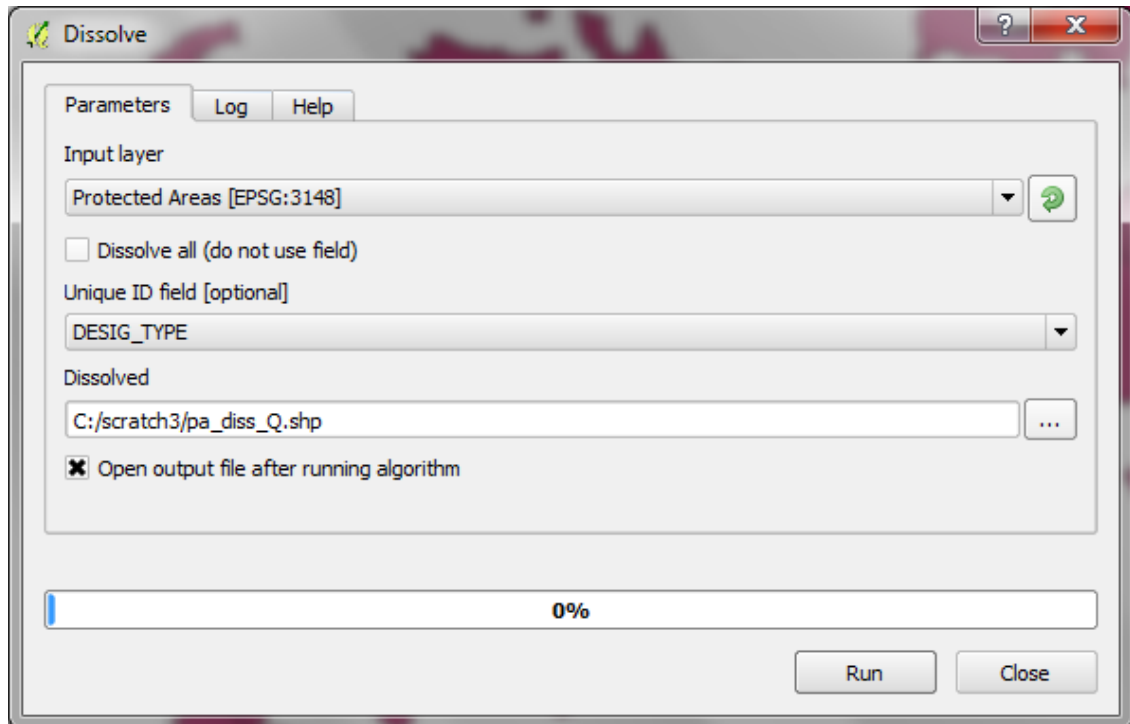 Dissolve
?
Parameters Log Help
Input layer
Protected Areas [EPSG:3148]
Dissolve all (do not use field)
Unique ID field [optional]
DESIG_TYPE
Dissolved
C:/scratch3/pa_diss_Q.shp
...
Open output file after running algorithm
0%
Run Close